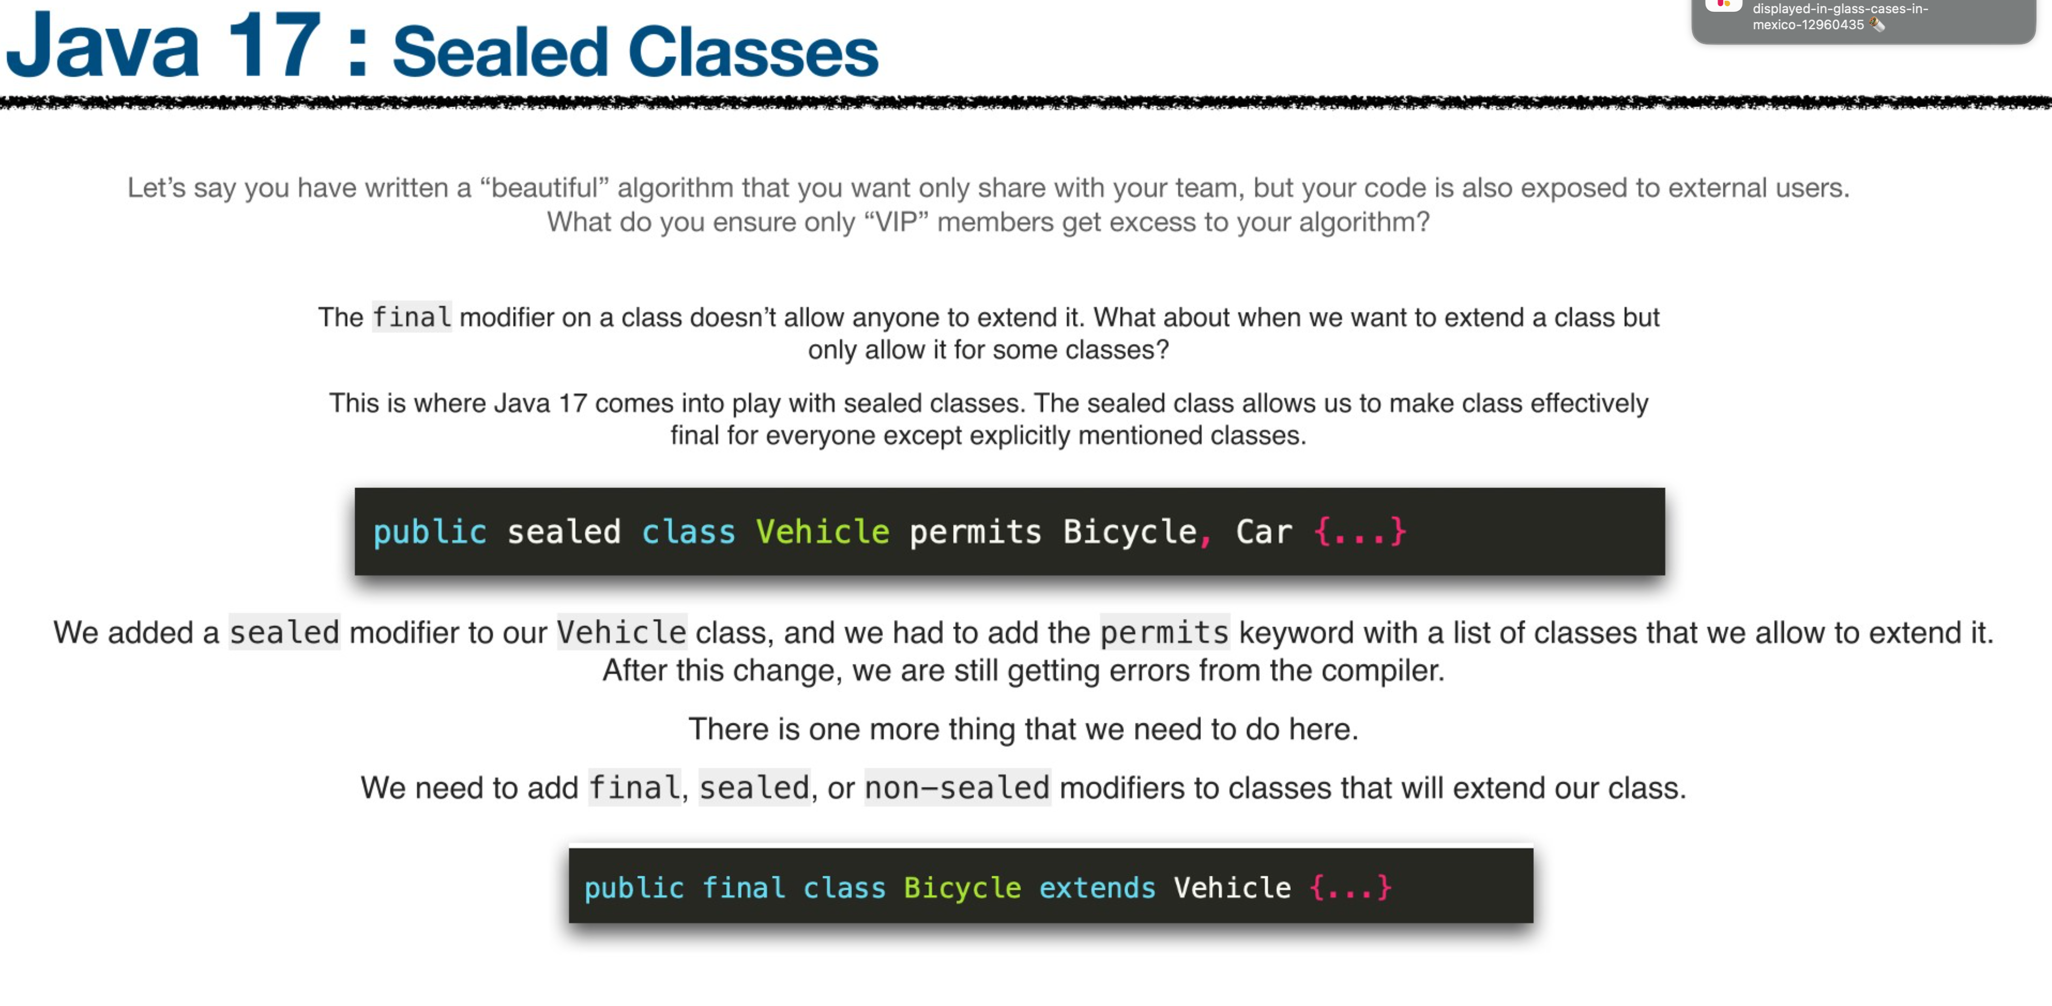 displayed-in-glass-cases-in-
mexico-12960435
Java 17 : Sealed Classes
Let’s say you have written a “beautiful” algorithm that you want only share with your team, but your code is also exposed to external users.
What do you ensure only “VIP” members get excess to your algorithm?
The final modifier on a class doesn’t allow anyone to extend it. What about when we want to extend a class but
only allow it for some classes?
This is where Java 17 comes into play with sealed classes. The sealed class allows us to make class effectively
final for everyone except explicitly mentioned classes.
public sealed class Vehicle permits Bicycle, Car {...}
We added a sealed modifier to our Vehicle class, and we had to add the permits keyword with a list of classes that we allow to extend it.
After this change, we are still getting errors from the compiler.
There is one more thing that we need to do here.
We need to add final, sealed, or non-sealed modifiers to classes that will extend our class.
public final class Bicycle extends Vehicle {...}